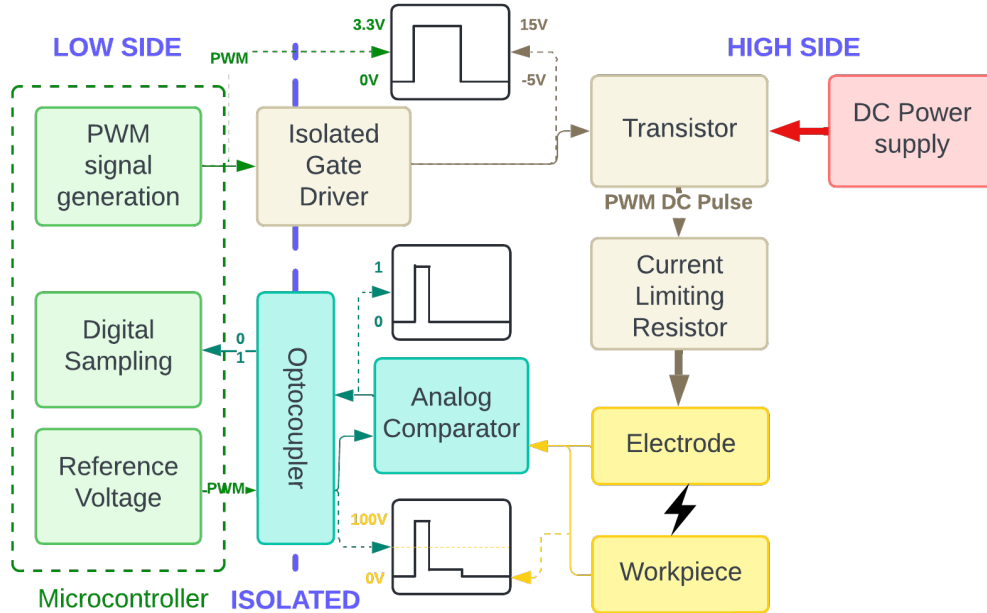 LOW SIDE
HIGH SIDE
PWM
3.3V
0V
15V
-5V
PWM
signal
generation
Isolated
Gate
Driver
Transistor
DC Power
supply
PWM DC Pulse
Current
Limiting
Resistor
1
0
Digital
Sampling
0
1
Optocoupler
Analog
Comparator
Electrode
Reference
Voltage
PWM
100V
0V
Workpiece
Microcontroller
ISOLATED